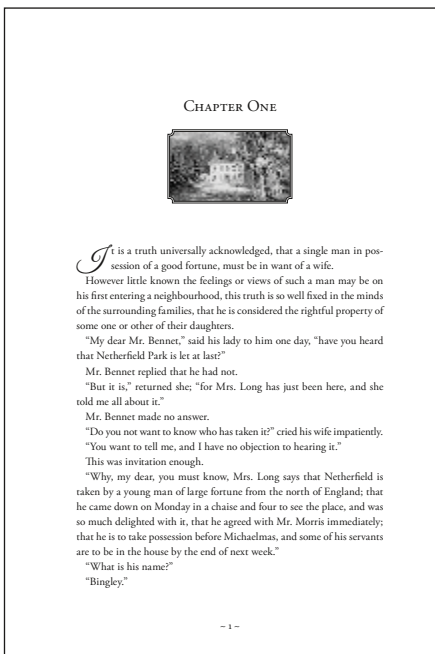 Chapter One
It is a truth universally acknowledged, that a single man in pos-
session of a good fortune, must be in want of a wife.
However little known the feelings or views of such a man may be on
his first entering a neighbourhood, this truth is so well fixed in the minds
of the surrounding families, that he is considered the rightful property of
some one or other of their daughters.
“My dear Mr. Bennet,” said his lady to him one day, “have you heard
that Netherfield Park is let at last?”
Mr. Bennet replied that he had not.
“But it is,” returned she; “for Mrs. Long has just been here, and she
told me all about it.”
Mr. Bennet made no answer.
“Do you not want to know who has taken it?” cried his wife impatiently.
“You want to tell me, and I have no objection to hearing it.”
This was invitation enough.
“Why, my dear, you must know, Mrs. Long says that Netherfield is
taken by a young man of large fortune from the north of England; that
he came down on Monday in a chaise and four to see the place, and was
so much delighted with it, that he agreed with Mr. Morris immediately;
that he is to take possession before Michaelmas, and some of his servants
are to be in the house by the end of next week.”
“What is his name?”
“Bingley.”
– 1 –